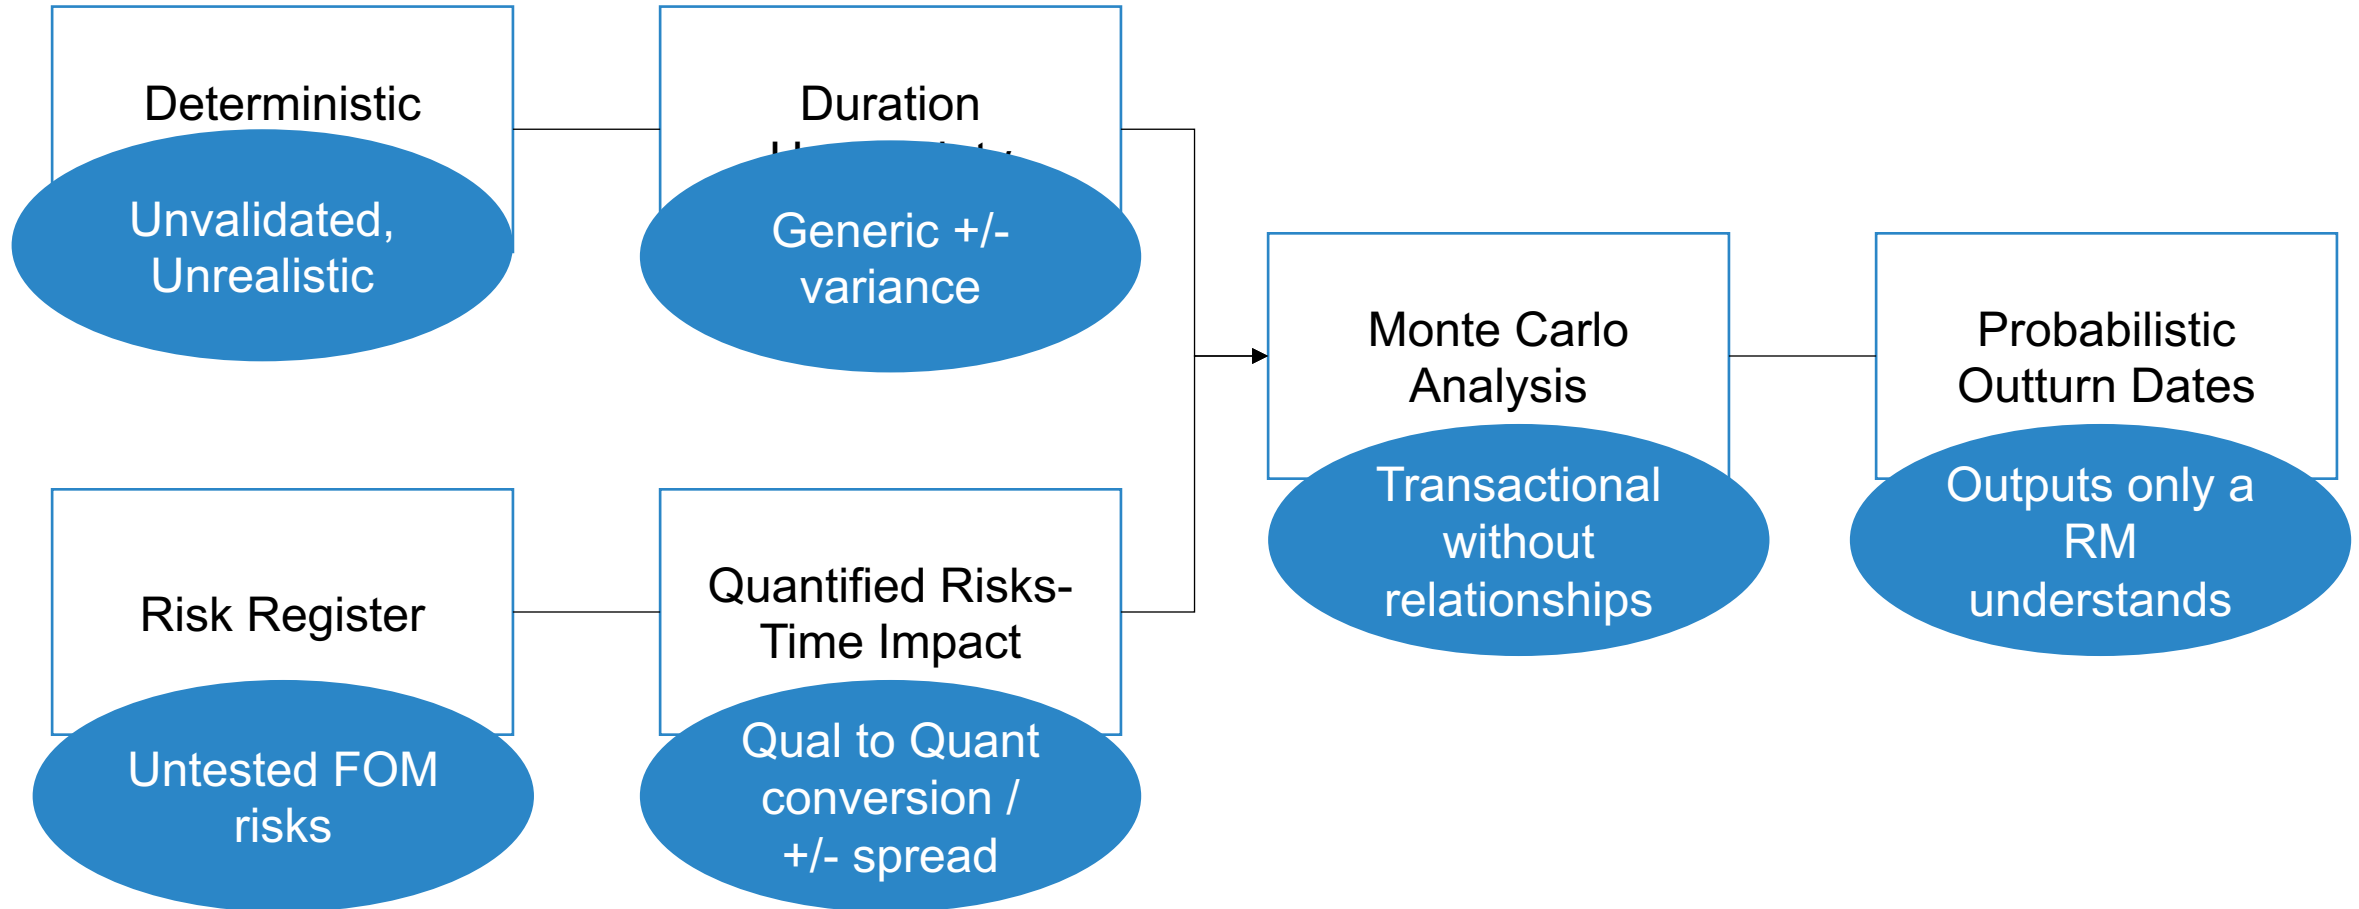 Deterministic
Unvalidated,
Unrealistic
Duration
Generic +/-
variance
Monte Carlo
Analysis
Transactional
without
relationships
Probabilistic
Outturn Dates
Outputs only a
RM
understands
Risk Register
Untested FOM
risks
Quantified Risks-
Time Impact
Qual to Quant
conversion /
+/- spread